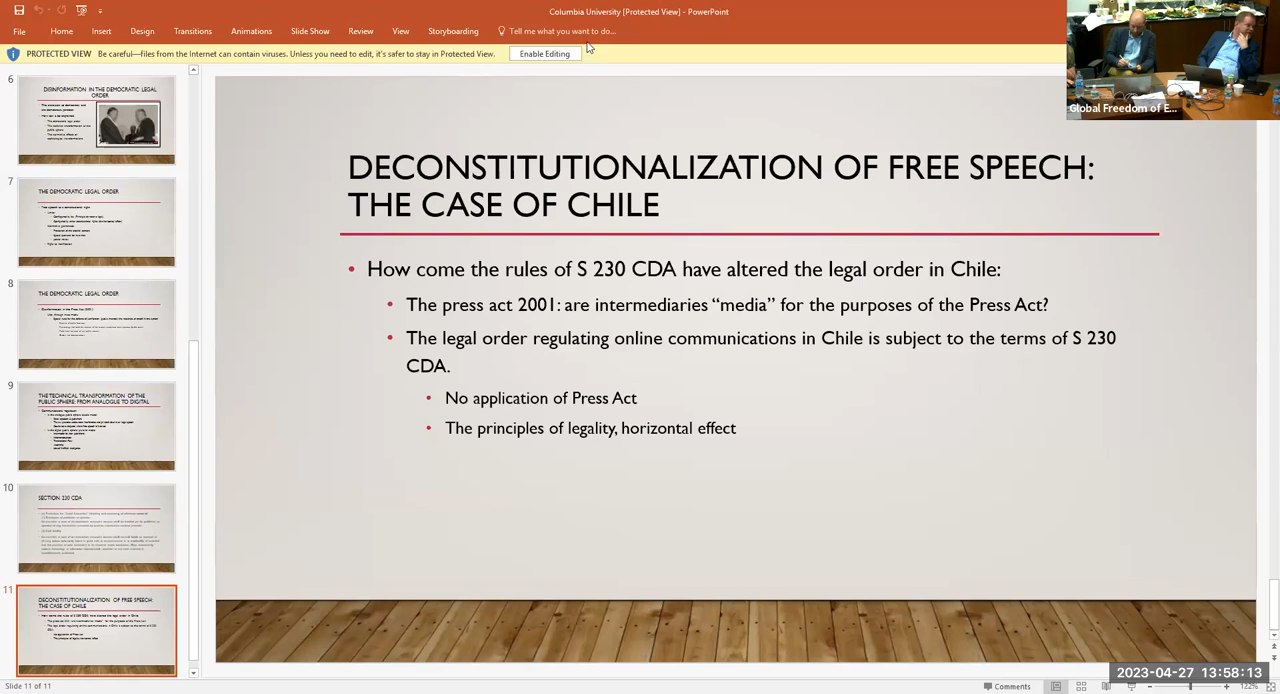 Columbia University [Protected View] - PowerPoint
File Home Insert Design Transitions Animations Slide Show Review View Storyboarding Tell me what you want to do...
PROTECTED VIEW Be careful—files from the Internet can contain viruses. Unless you need to edit, it's safer to stay in Protected View. Enable Editing
Global Freedom of E...
6
DISINFORMATION IN THE DEMOCRATIC LEGAL
ORDER
7
THE DEMOCRATIC LEGAL ORDER
8
THE DEMOCRATIC LEGAL ORDER
9
THE TECHNICAL TRANSFORMATION OF THE
PUBLIC SPHERE: FROM ANALOGUE TO DIGITAL
10
SECTION 230 CDA
11
DECONSTITUTIONALIZATION OF FREE SPEECH:
THE CASE OF CHILE
DECONSTITUTIONALIZATION OF FREE SPEECH:
THE CASE OF CHILE
• How come the rules of S 230 CDA have altered the legal order in Chile:
• The press act 2001: are intermediaries “media” for the purposes of the Press Act?
• The legal order regulating online communications in Chile is subject to the terms of S 230
CDA.
• No application of Press Act
• The principles of legality, horizontal effect
2023-04-27 13:58:13
Slide 11 of 11
Comments
122%